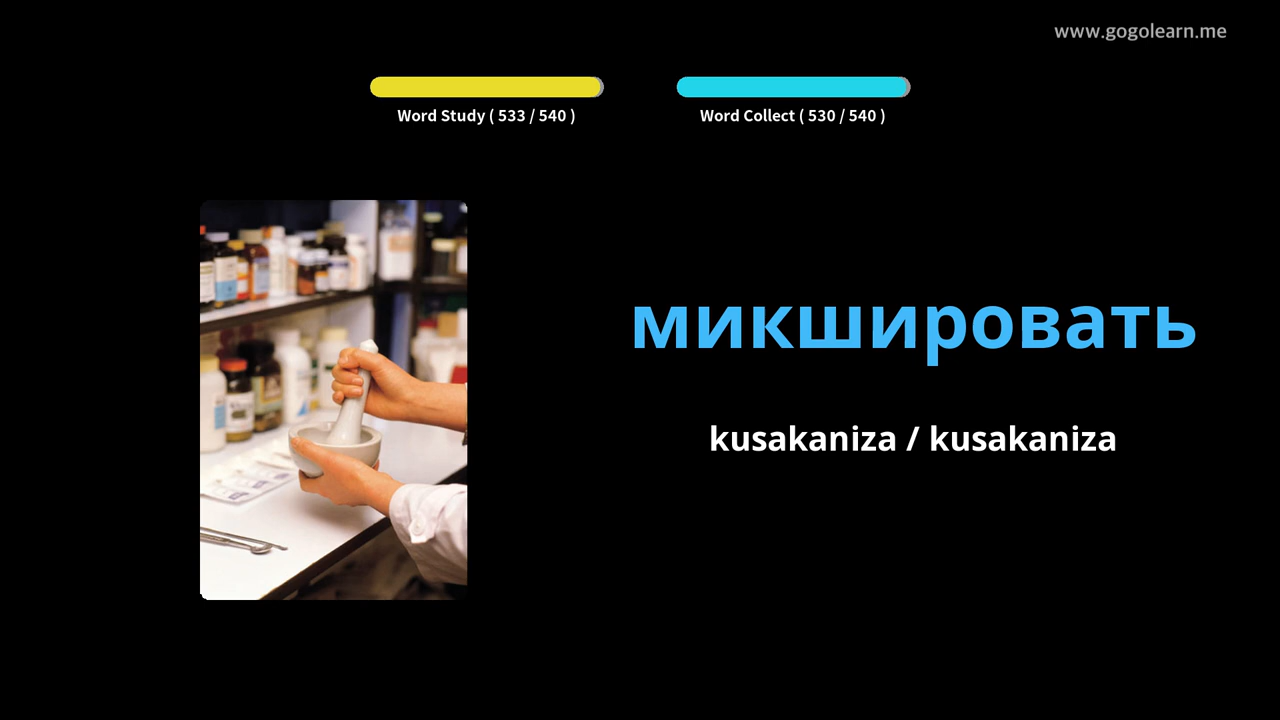 www.gogolearn.me
Word Study ( 533 / 540 )
Word Collect ( 530 / 540 )
микшировать
kusakaniza / kusakaniza